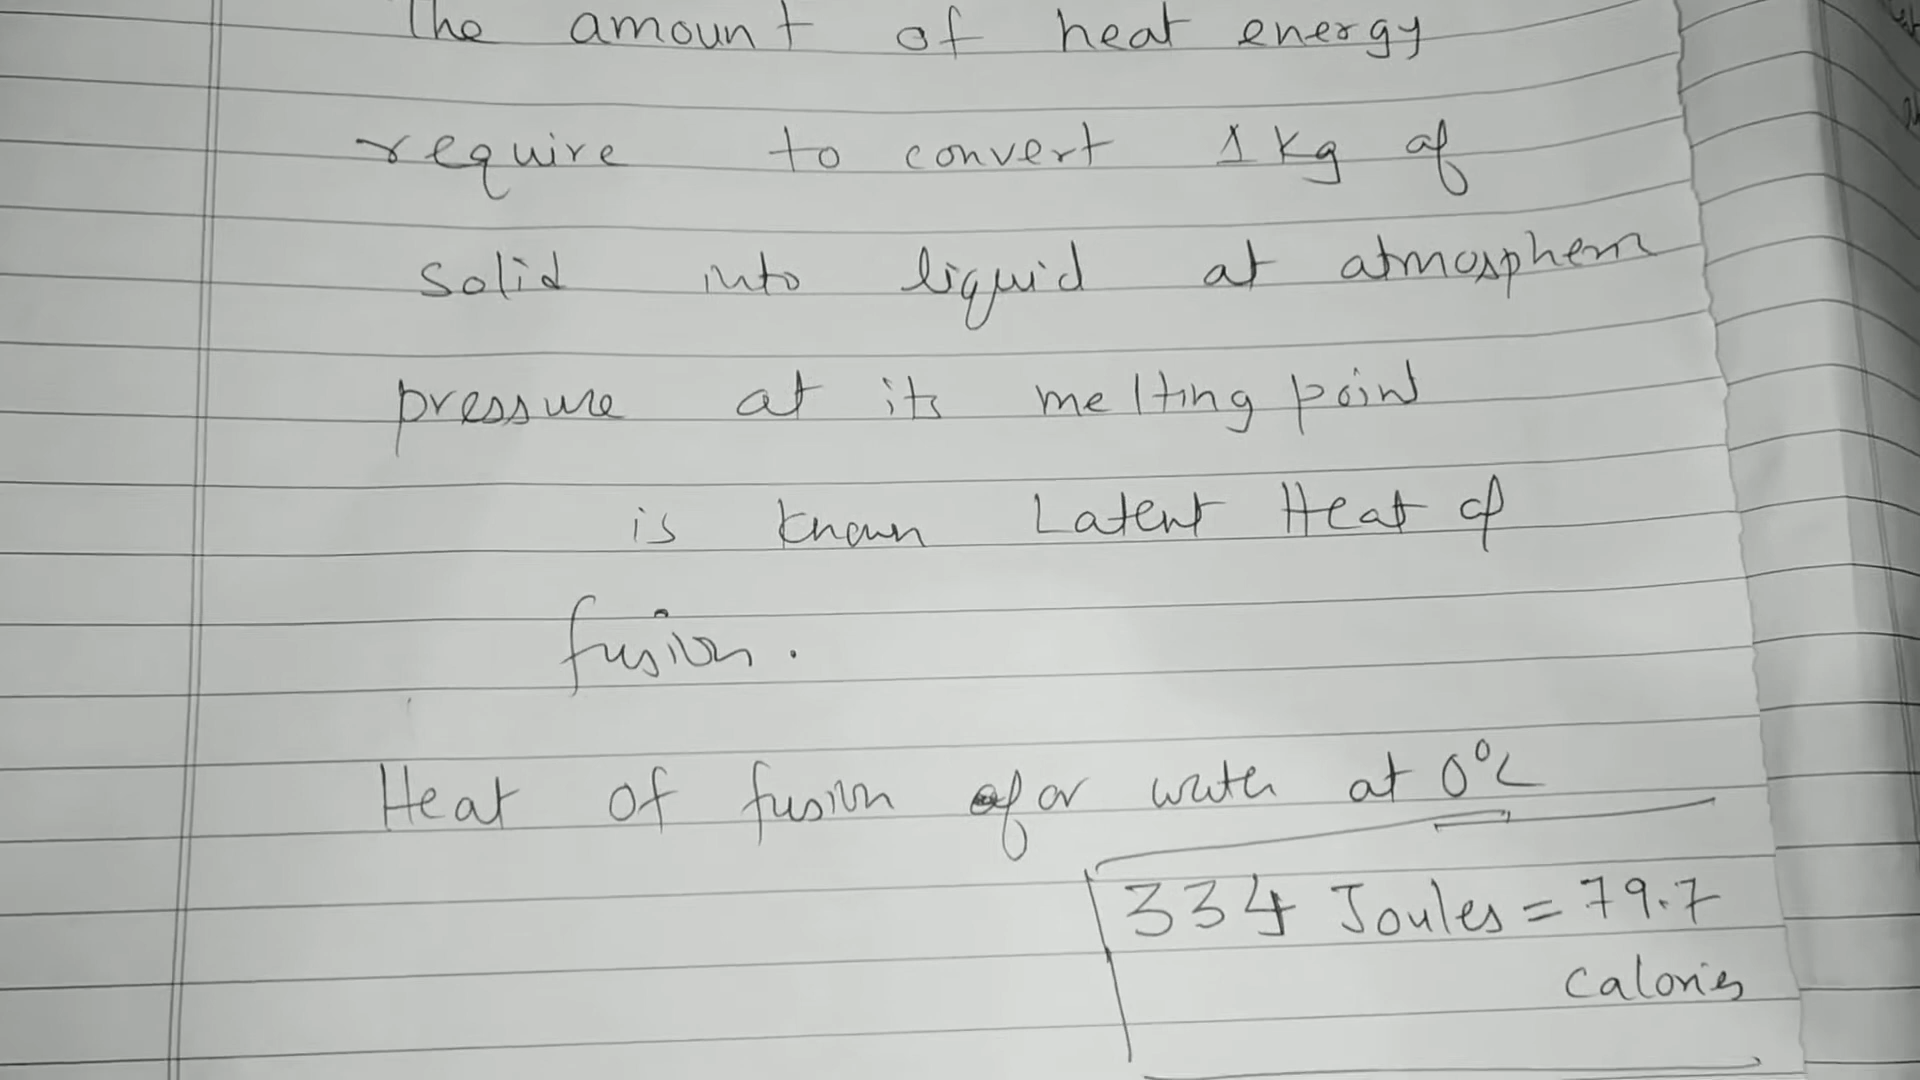 The amount of heat energy
require to convert 1 kg of
solid into liquid at atmosphere
pressure at its melting point
is known Latent Heat of
fusion.
Heat of fusion for water at 0°C
334 Joules = 79.7
calories